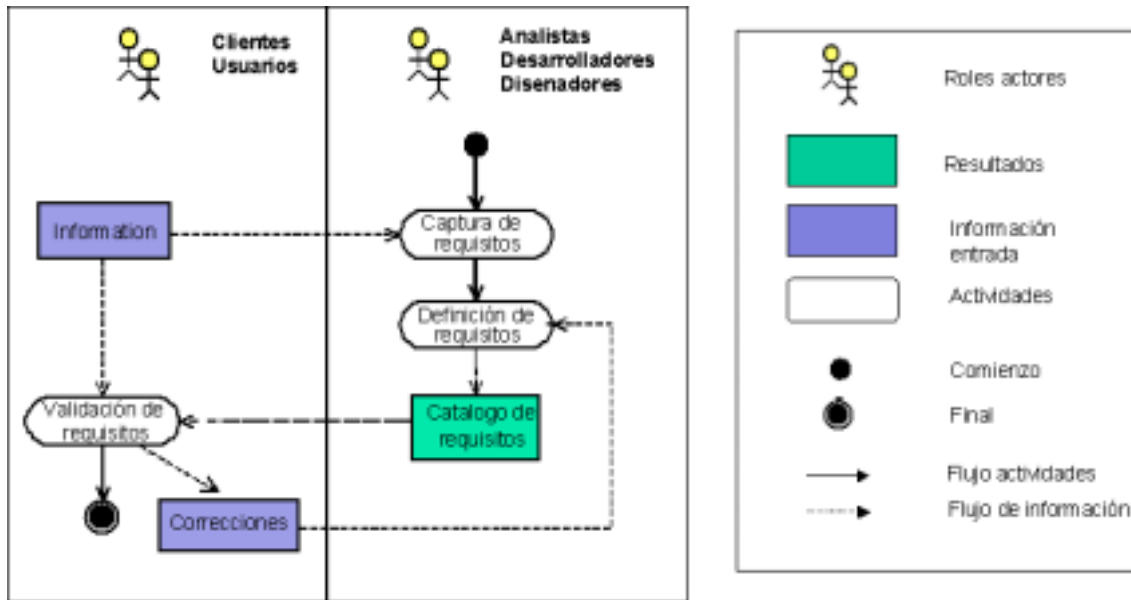 Clientes
Usuarios
Analistas
Desarrolladores
Disenadores
Information
Captura de
requisitos
Definición de
requisitos
Validación de
requisitos
Catalogo de
requisitos
Correcciones
Roles actores
Resultados
Información
entrada
Actividades
Comienzo
Final
Flujo actividades
Flujo de información